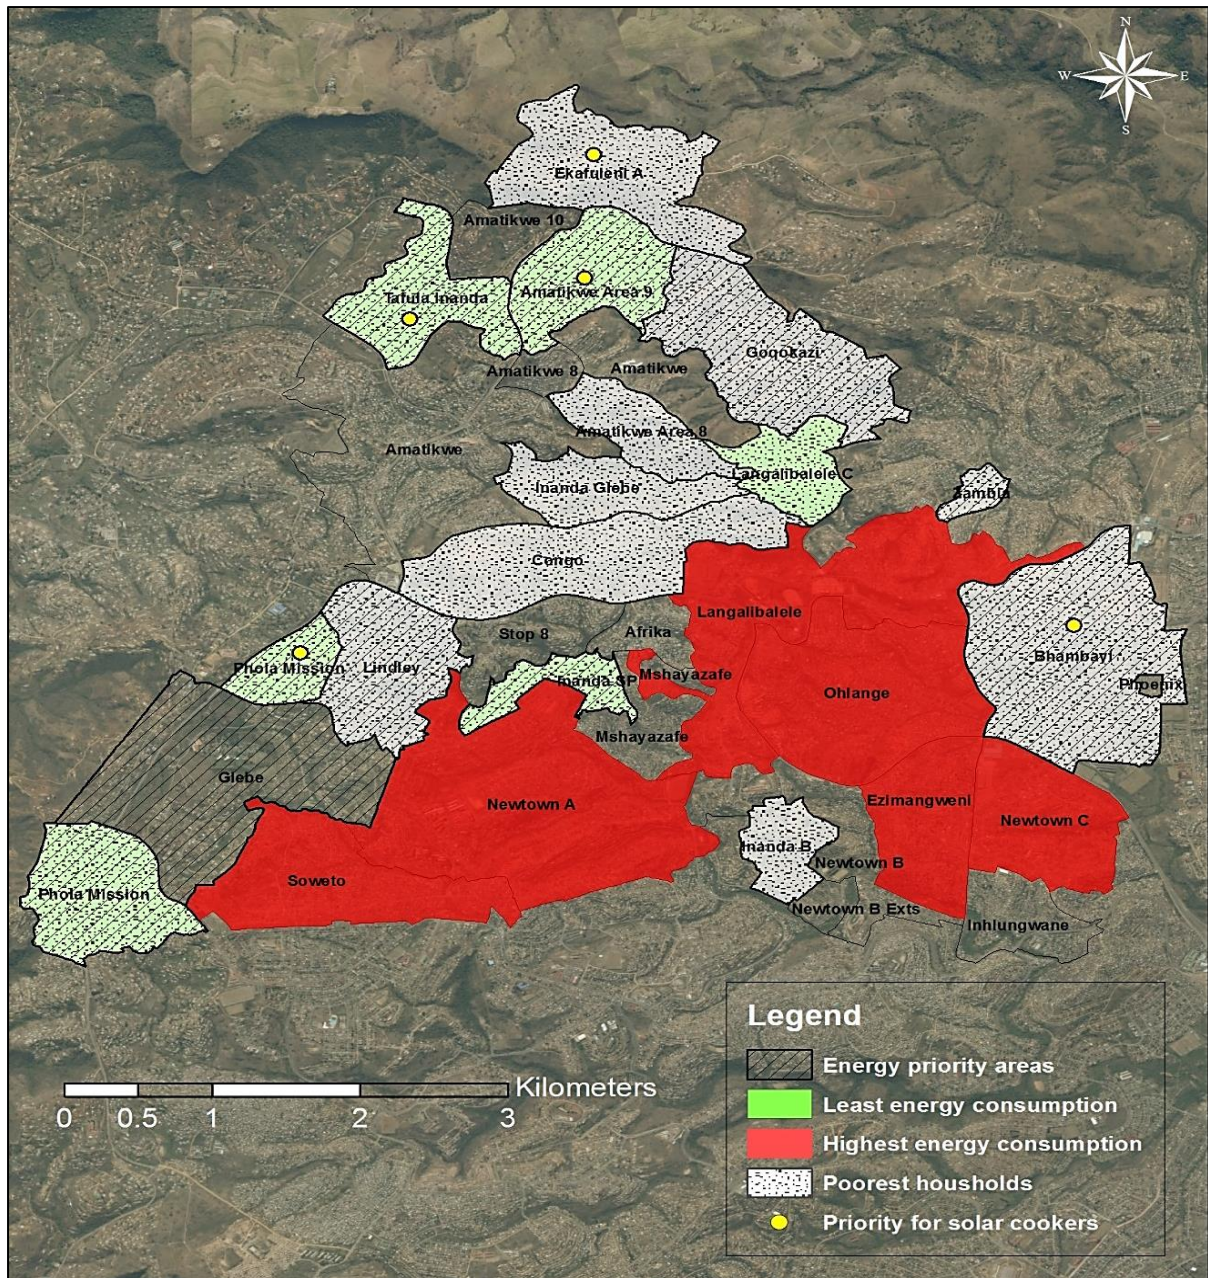 N
W
E
S
Ekafuleni A
Amatikwe 10
Tafula Inanda
Amatikwe Area 9
Goqokazi
Amatikwe 8
Amatikwe
Amatikwe Area 8
Amatikwe
Langalibalele C
Inanda Glebe
Zambia
Congo
Langalibalele
Stop 8
Afrika
Bhambayi
Phola Mission
Lindley
Inanda SP
Mshayazafe
Phoenix
Ohlange
Mshayazafe
Glebe
Newtown A
Ezimangweni
Newtown C
Inanda B
Newtown B
Soweto
Phola Mission
Newtown B Exts
Inhlungwane
Legend
Energy priority areas
Least energy consumption
Highest energy consumption
Poorest housholds
Priority for solar cookers
Kilometers
0 0.5 1 2 3